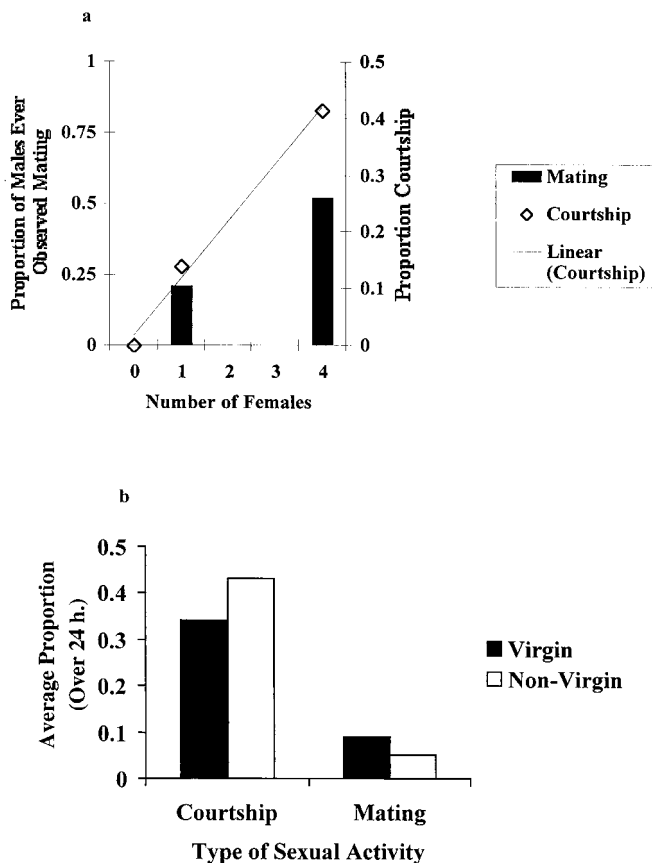 a
1
0.75
0.5
0.25
0
Proportion of Males Ever
Observed Mating
0.5
0.4
0.3
0.2
0.1
0
Proportion Courtship
0 1 2 3 4
Number of Females
Mating
Courtship
Linear
(Courtship)
b
0.5
0.4
0.3
0.2
0.1
0
Average Proportion
(Over 24 h.)
Virgin
Non-Virgin
Courtship Mating
Type of Sexual Activity